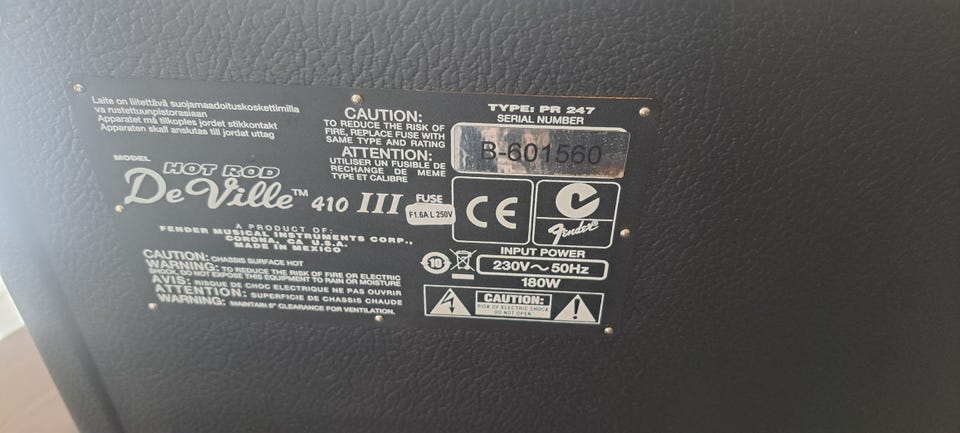 Laite on liitettävä suojamaadoituskoskettimilla
va rustettuunpistorasiaan
Apparatet må tilkoples jordet stikkontakt
Apparaten skall anslutas till jordat uttag
CAUTION:
TO REDUCE THE RISK OF
FIRE, REPLACE FUSE WITH
SAME TYPE AND RATING
ATTENTION:
UTILISER UN FUSIBLE DE
RECHANGE DE MEME
TYPE ET CALIBRE
TYPE: PR 247
SERIAL NUMBER
B-601560
MODEL
HOT ROD
DeVille™ 410 III
FUSE
F1.6A L 250V
A PRODUCT OF:
FENDER MUSICAL INSTRUMENTS CORP.,
CORONA, CA U.S.A.
MADE IN MEXICO
CE
Fender®
INPUT POWER
230V~50Hz
180W
10
CAUTION: CHASSIS SURFACE HOT
WARNING: TO REDUCE THE RISK OF FIRE OR ELECTRIC
SHOCK, DO NOT EXPOSE THIS EQUIPMENT TO RAIN OR MOISTURE
AVIS: RISQUE DE CHOC ELECTRIQUE NE PAS OUVRIR
ATTENTION: SUPERFICIE DE CHASSIS CHAUDE
WARNING: MAINTAIN 6" CLEARANCE FOR VENTILATION.
CAUTION:
RISK OF ELECTRIC SHOCK
DO NOT OPEN